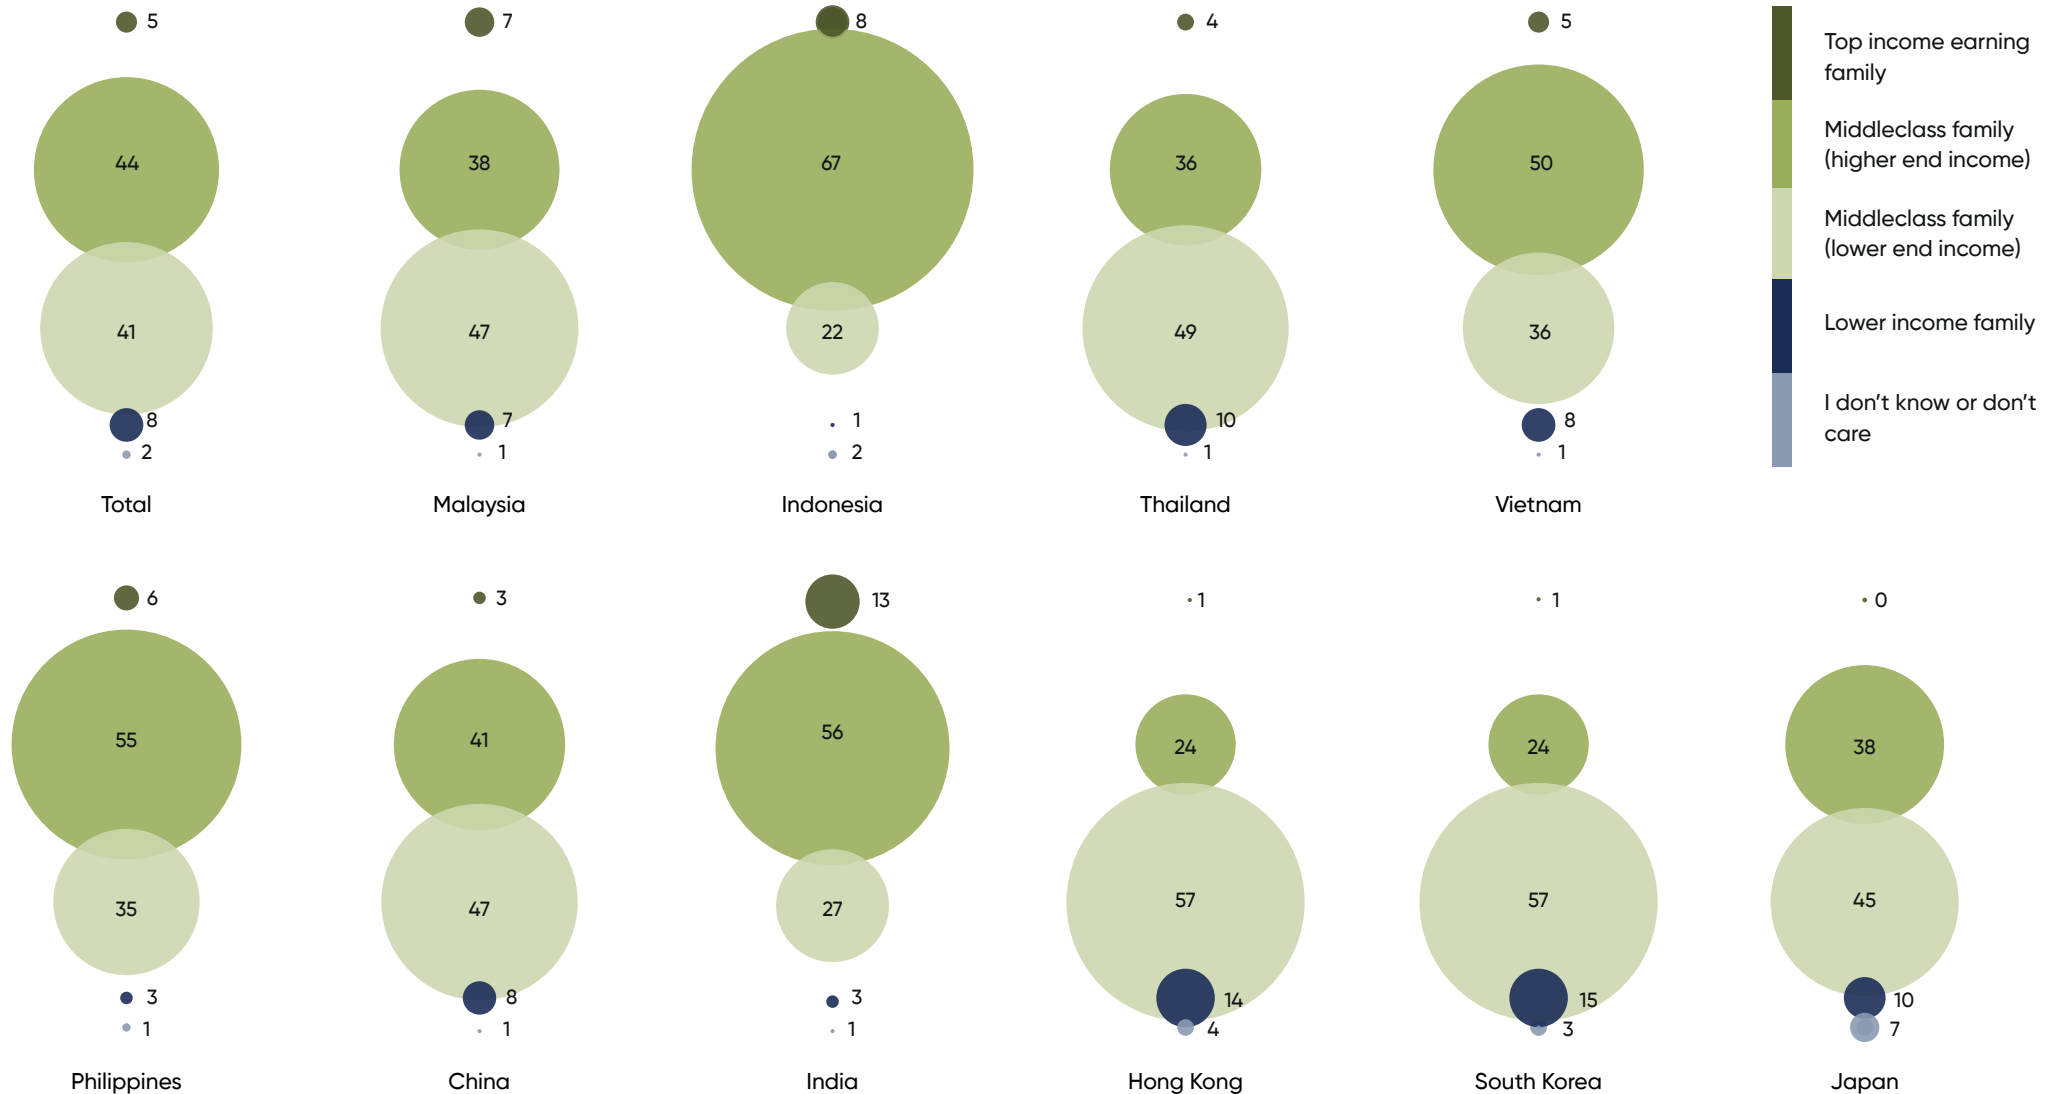 5
44
41
8
2
Total
7
38
47
7
1
Malaysia
8
67
22
1
2
Indonesia
4
36
49
10
1
Thailand
5
50
36
8
1
Vietnam
Top income earning
family
Middleclass family
(higher end income)
Middleclass family
(lower end income)
Lower income family
I don’t know or don’t
care
6
55
35
3
1
Philippines
3
41
47
8
1
China
13
56
27
3
1
India
1
24
57
14
4
Hong Kong
1
24
57
15
3
South Korea
0
38
45
10
7
Japan